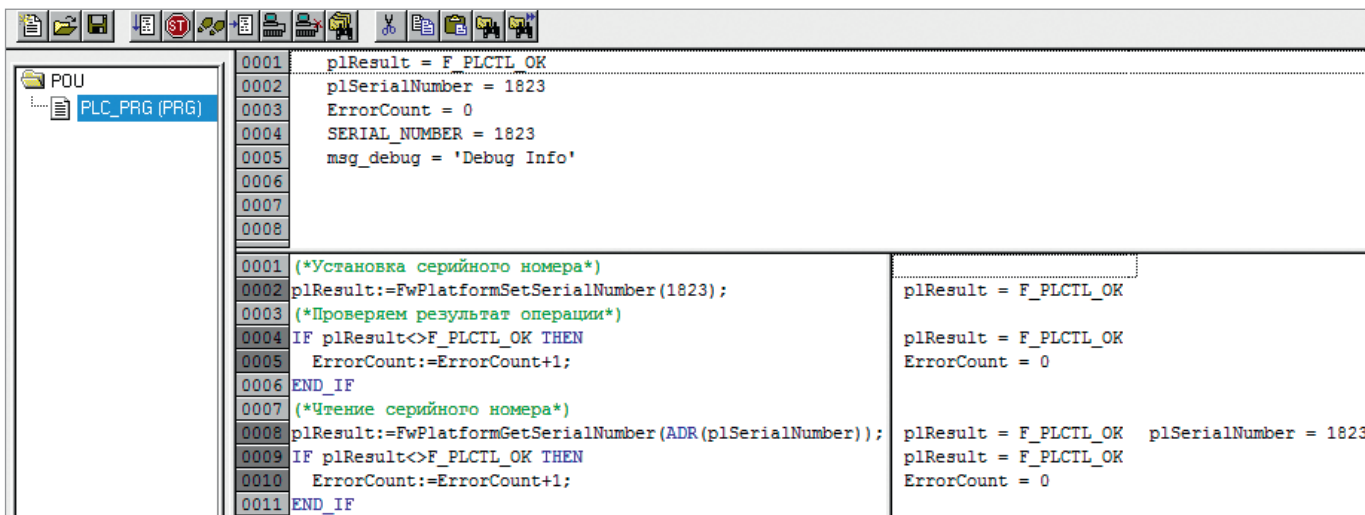 ST
POU
PLC_PRG (PRG)
0001 plResult = F_PLCTL_OK
0002 plSerialNumber = 1823
0003 ErrorCount = 0
0004 SERIAL_NUMBER = 1823
0005 msg_debug = 'Debug Info'
0006
0007
0008
0001 (*Установка серийного номера*)
0002 plResult:=FwPlatformSetSerialNumber(1823); plResult = F_PLCTL_OK
0003 (*Проверяем результат операции*)
0004 IF plResult<>F_PLCTL_OK THEN plResult = F_PLCTL_OK
0005 ErrorCount:=ErrorCount+1; ErrorCount = 0
0006 END_IF
0007 (*Чтение серийного номера*)
0008 plResult:=FwPlatformGetSerialNumber(ADR(plSerialNumber)); plResult = F_PLCTL_OK plSerialNumber = 1823
0009 IF plResult<>F_PLCTL_OK THEN plResult = F_PLCTL_OK
0010 ErrorCount:=ErrorCount+1; ErrorCount = 0
0011 END_IF